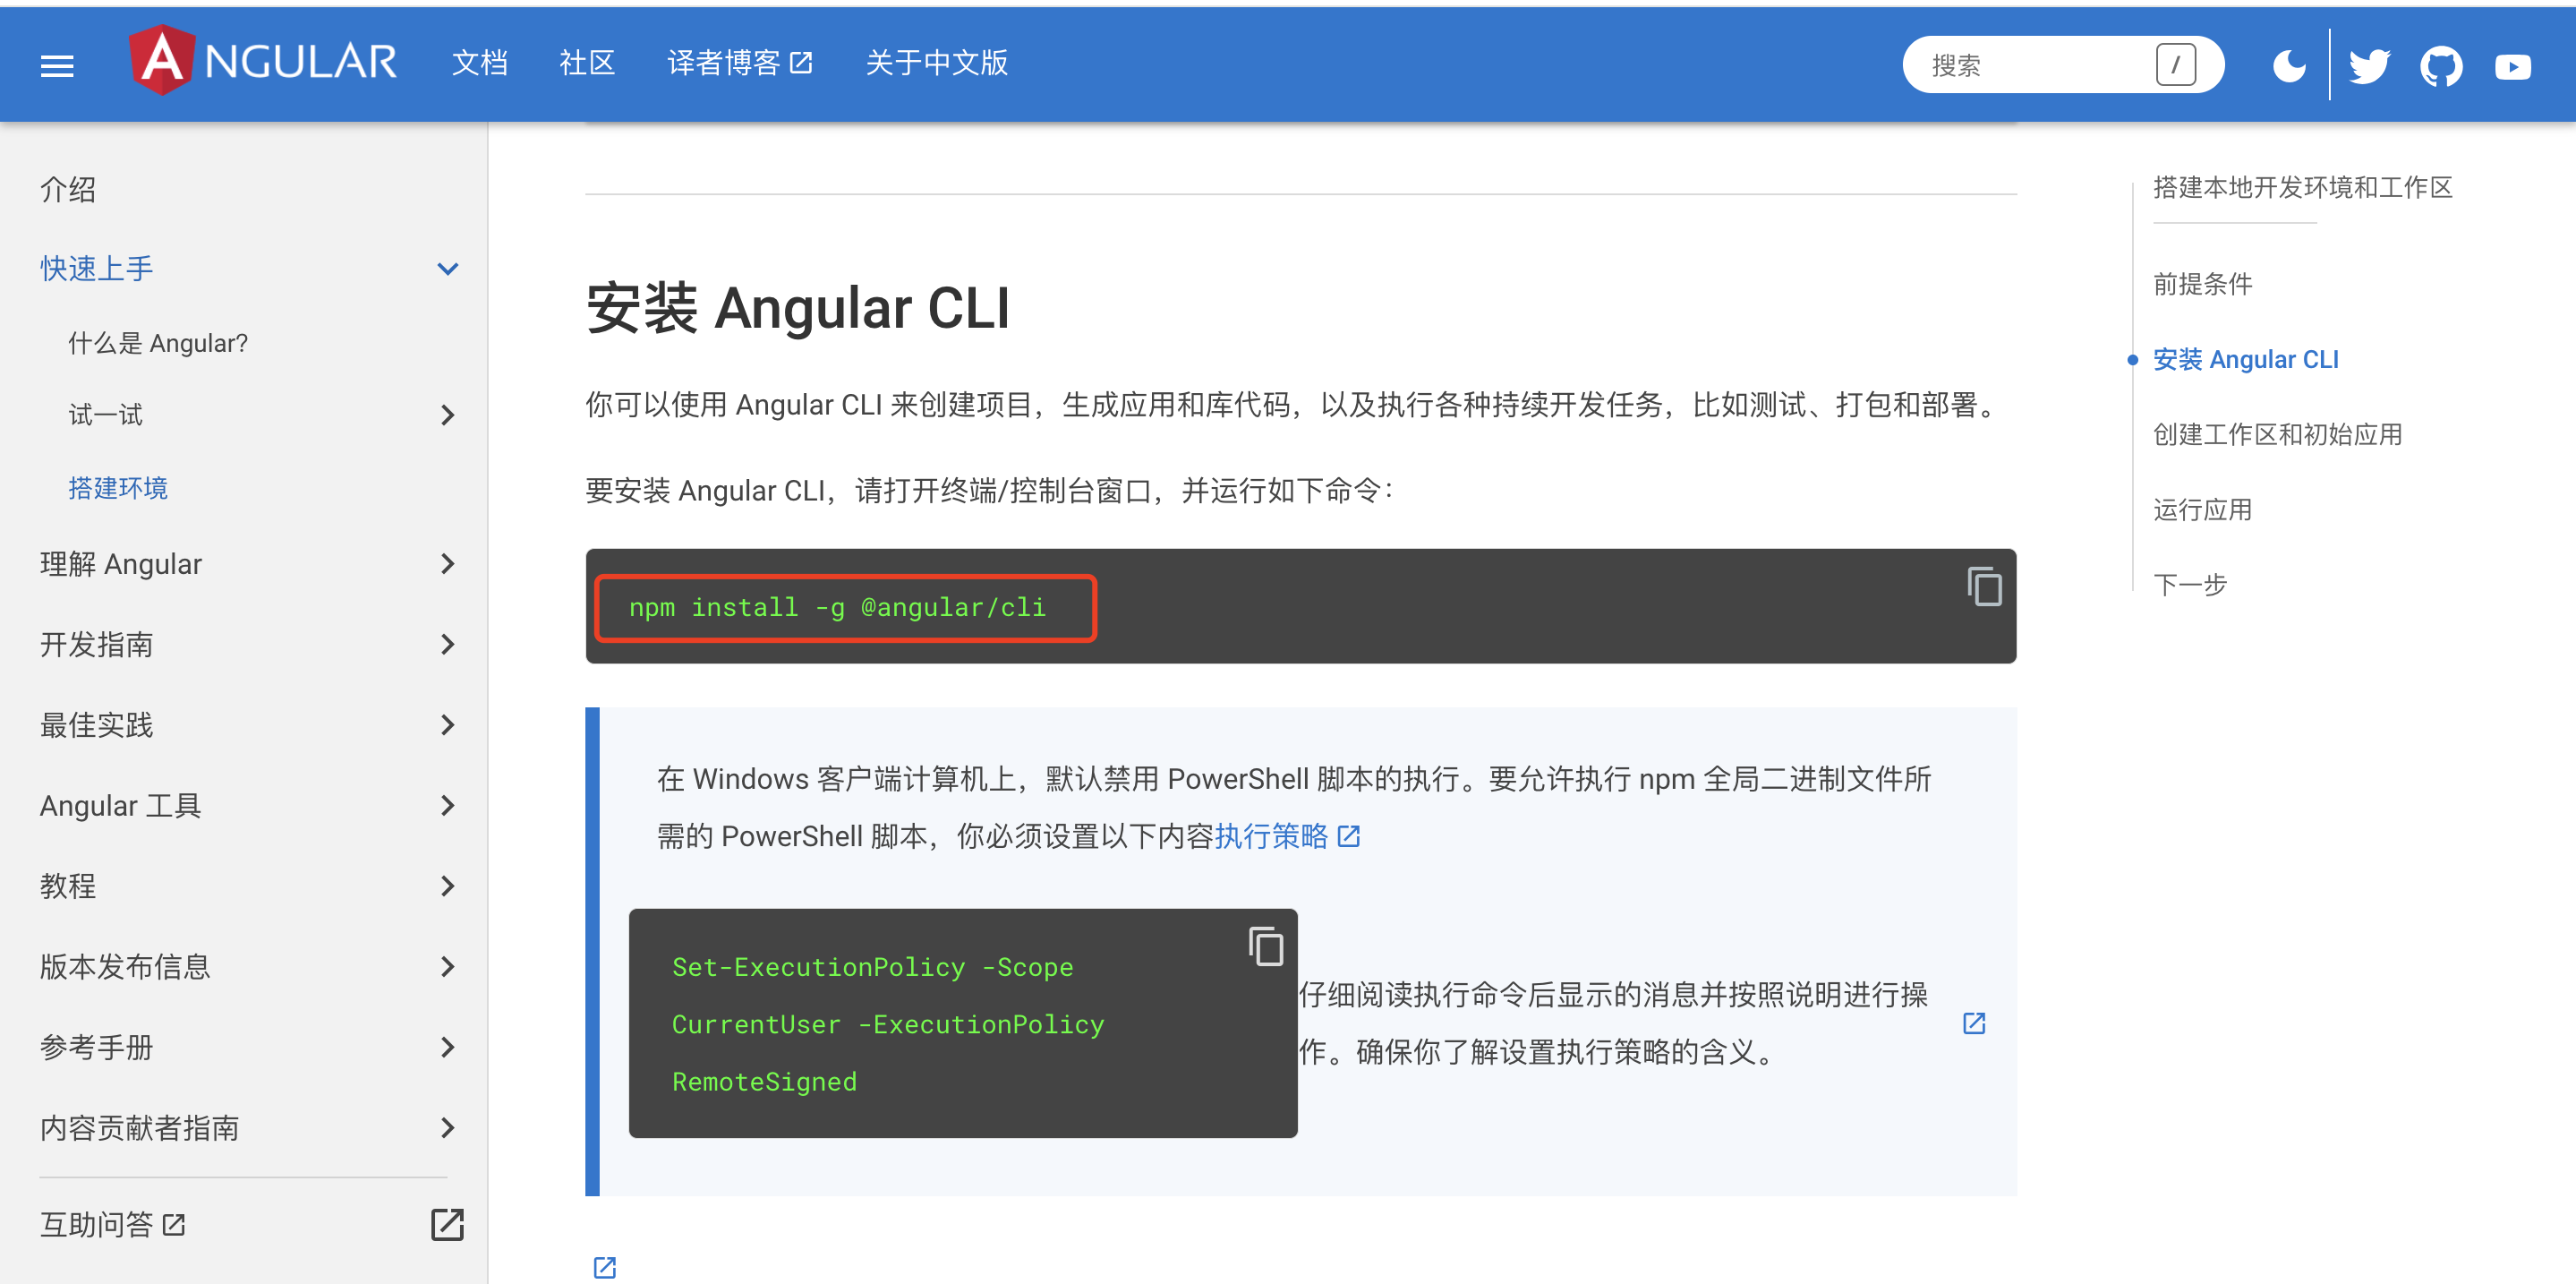 ANGULAR
文档
社区
译者博客
关于中文版
搜索
/
介绍
快速上手
什么是 Angular?
试一试
搭建环境
理解 Angular
开发指南
最佳实践
Angular 工具
教程
版本发布信息
参考手册
内容贡献者指南
互助问答
安装 Angular CLI
你可以使用 Angular CLI 来创建项目，生成应用和库代码，以及执行各种持续开发任务，比如测试、打包和部署。
要安装 Angular CLI，请打开终端/控制台窗口，并运行如下命令：
npm install -g @angular/cli
在 Windows 客户端计算机上，默认禁用 PowerShell 脚本的执行。要允许执行 npm 全局二进制文件所
需的 PowerShell 脚本，你必须设置以下内容执行策略
Set-ExecutionPolicy -Scope
CurrentUser -ExecutionPolicy
RemoteSigned
仔细阅读执行命令后显示的消息并按照说明进行操
作。确保你了解设置执行策略的含义。
搭建本地开发环境和工作区
前提条件
安装 Angular CLI
创建工作区和初始应用
运行应用
下一步